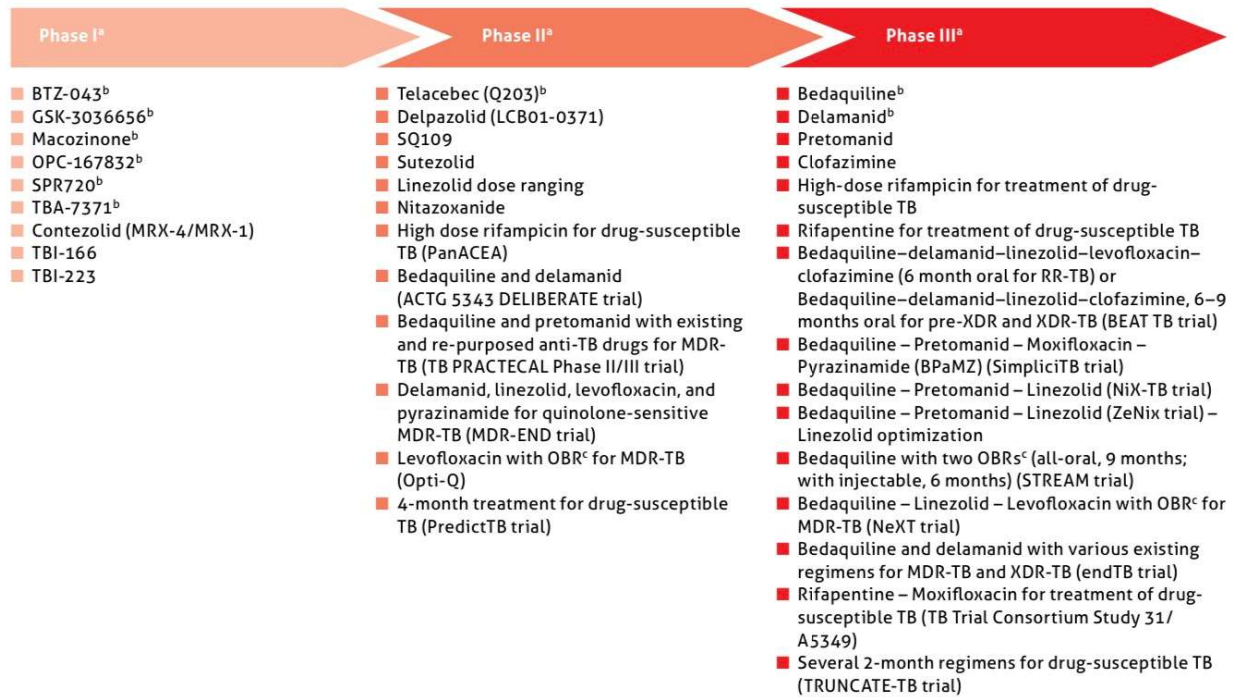 Phase Iᵃ
BTZ-043ᵇ
GSK-3036656ᵇ
Macozinoneᵇ
OPC-167832ᵇ
SPR720ᵇ
TBA-7371ᵇ
Contezolid (MRX-4/MRX-1)
TBI-166
TBI-223
Phase IIᵃ
Telacebec (Q203)ᵇ
Delpazolid (LCB01-0371)
SQ109
Sutezolid
Linezolid dose ranging
Nitazoxanide
High dose rifampicin for drug-susceptible
TB (PanACEA)
Bedaquiline and delamanid
(ACTG 5343 DELIBERATE trial)
Bedaquiline and pretomanid with existing
and re-purposed anti-TB drugs for MDR-
TB (TB PRACTECAL Phase II/III trial)
Delamanid, linezolid, levofloxacin, and
pyrazinamide for quinolone-sensitive
MDR-TB (MDR-END trial)
Levofloxacin with OBRᶜ for MDR-TB
(Opti-Q)
4-month treatment for drug-susceptible
TB (PredictTB trial)
Phase IIIᵃ
Bedaquilineᵇ
Delamanidᵇ
Pretomanid
Clofazimine
High-dose rifampicin for treatment of drug-
susceptible TB
Rifapentine for treatment of drug-susceptible TB
Bedaquiline–delamanid–linezolid–levofloxacin–
clofazimine (6 month oral for RR-TB) or
Bedaquiline–delamanid–linezolid–clofazimine, 6–9
months oral for pre-XDR and XDR-TB (BEAT TB trial)
Bedaquiline – Pretomanid – Moxifloxacin –
Pyrazinamide (BPaMZ) (SimpliciTB trial)
Bedaquiline – Pretomanid – Linezolid (NiX-TB trial)
Bedaquiline – Pretomanid – Linezolid (ZeNix trial) –
Linezolid optimization
Bedaquiline with two OBRsᶜ (all-oral, 9 months;
with injectable, 6 months) (STREAM trial)
Bedaquiline – Linezolid – Levofloxacin with OBRᶜ for
MDR-TB (NeXT trial)
Bedaquiline and delamanid with various existing
regimens for MDR-TB and XDR-TB (endTB trial)
Rifapentine – Moxifloxacin for treatment of drug-
susceptible TB (TB Trial Consortium Study 31/
A5349)
Several 2-month regimens for drug-susceptible TB
(TRUNCATE-TB trial)